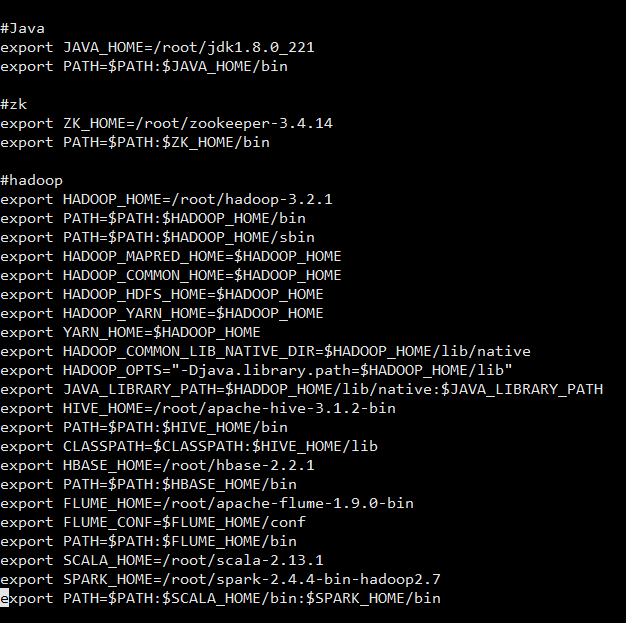 #Java
export JAVA_HOME=/root/jdk1.8.0_221
export PATH=$PATH:$JAVA_HOME/bin
#zk
export ZK_HOME=/root/zookeeper-3.4.14
export PATH=$PATH:$ZK_HOME/bin
#hadoop
export HADOOP_HOME=/root/hadoop-3.2.1
export PATH=$PATH:$HADOOP_HOME/bin
export PATH=$PATH:$HADOOP_HOME/sbin
export HADOOP_MAPRED_HOME=$HADOOP_HOME
export HADOOP_COMMON_HOME=$HADOOP_HOME
export HADOOP_HDFS_HOME=$HADOOP_HOME
export HADOOP_YARN_HOME=$HADOOP_HOME
export YARN_HOME=$HADOOP_HOME
export HADOOP_COMMON_LIB_NATIVE_DIR=$HADOOP_HOME/lib/native
export HADOOP_OPTS="-Djava.library.path=$HADOOP_HOME/lib"
export JAVA_LIBRARY_PATH=$HADDOP_HOME/lib/native:$JAVA_LIBRARY_PATH
export HIVE_HOME=/root/apache-hive-3.1.2-bin
export PATH=$PATH:$HIVE_HOME/bin
export CLASSPATH=$CLASSPATH:$HIVE_HOME/lib
export HBASE_HOME=/root/hbase-2.2.1
export PATH=$PATH:$HBASE_HOME/bin
export FLUME_HOME=/root/apache-flume-1.9.0-bin
export FLUME_CONF=$FLUME_HOME/conf
export PATH=$PATH:$FLUME_HOME/bin
export SCALA_HOME=/root/scala-2.13.1
export SPARK_HOME=/root/spark-2.4.4-bin-hadoop2.7
export PATH=$PATH:$SCALA_HOME/bin:$SPARK_HOME/bin